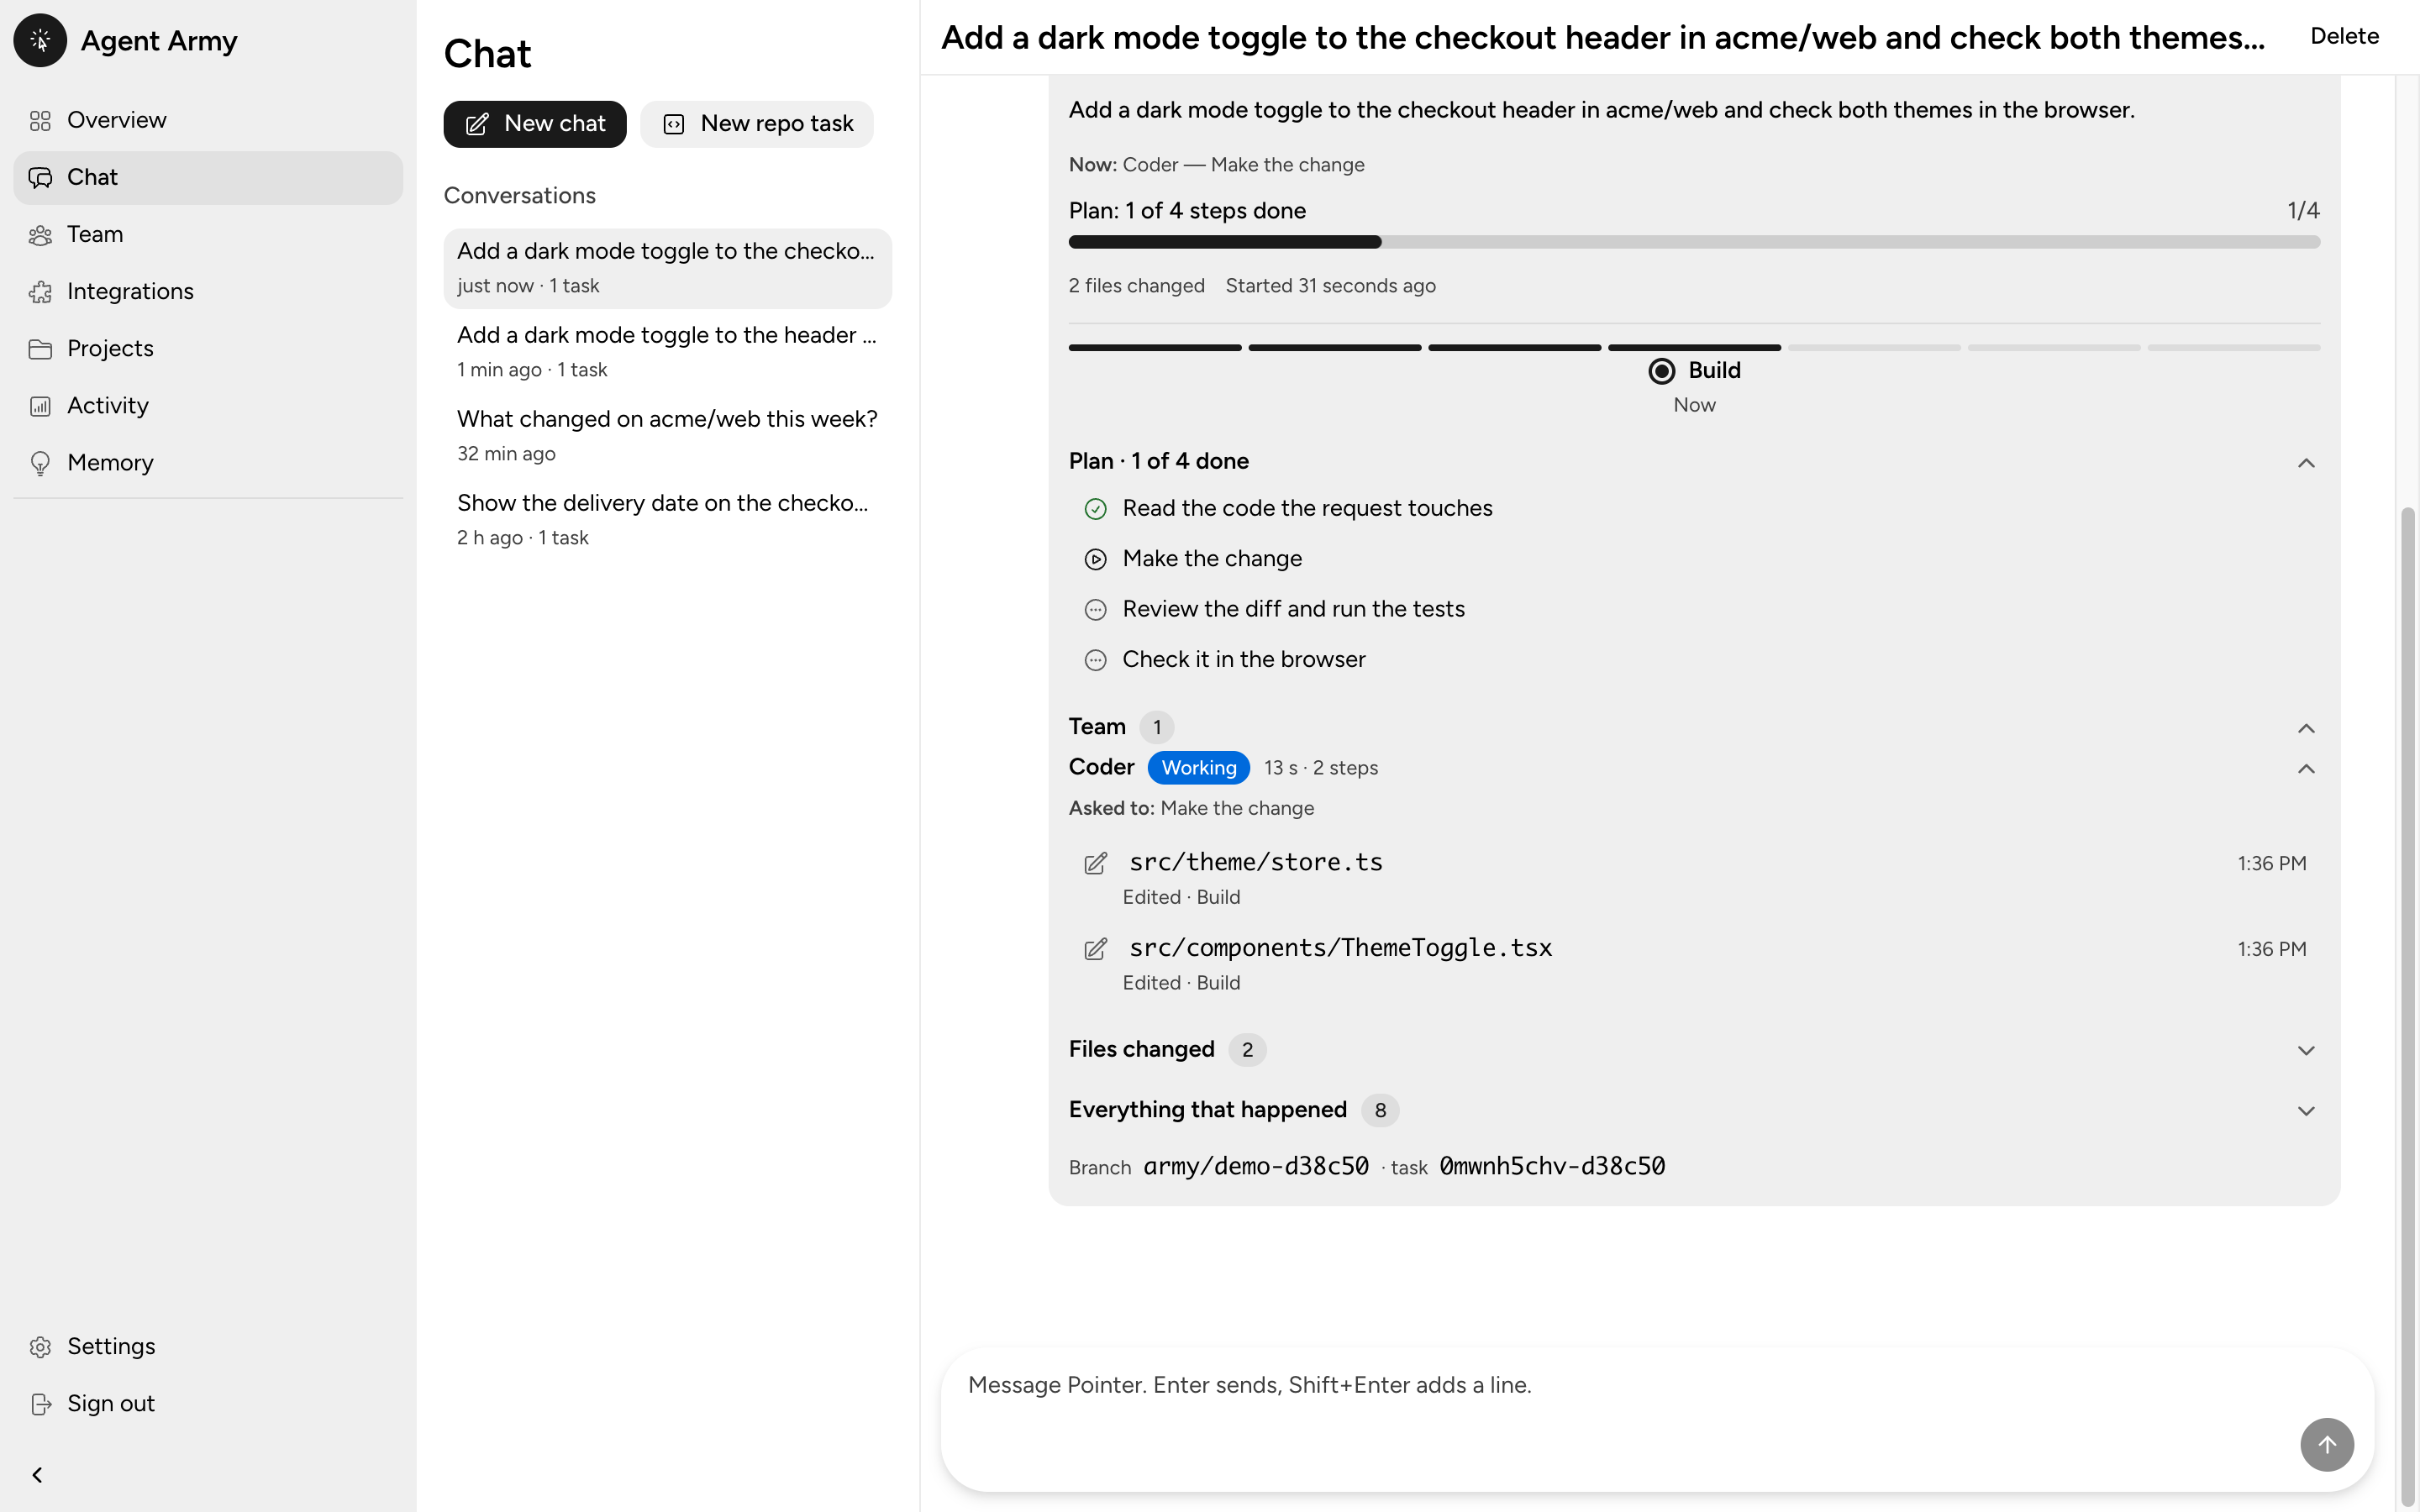 Agent Army
Overview
Chat
Team
Integrations
Projects
Activity
Memory
Settings
Sign out
Chat
New chat
New repo task
Conversations
Add a dark mode toggle to the checko...
just now · 1 task
Add a dark mode toggle to the header ...
1 min ago · 1 task
What changed on acme/web this week?
32 min ago
Show the delivery date on the checko...
2 h ago · 1 task
Add a dark mode toggle to the checkout header in acme/web and check both themes...
Delete
Add a dark mode toggle to the checkout header in acme/web and check both themes in the browser.
Now: Coder — Make the change
Plan: 1 of 4 steps done
1/4
2 files changed Started 31 seconds ago
Build
Now
Plan · 1 of 4 done
Read the code the request touches
Make the change
Review the diff and run the tests
Check it in the browser
Team 1
Coder Working 13 s · 2 steps
Asked to: Make the change
src/theme/store.ts 1:36 PM
Edited · Build
src/components/ThemeToggle.tsx 1:36 PM
Edited · Build
Files changed 2
Everything that happened 8
Branch army/demo-d38c50 · task 0mwnh5chv-d38c50
Message Pointer. Enter sends, Shift+Enter adds a line.